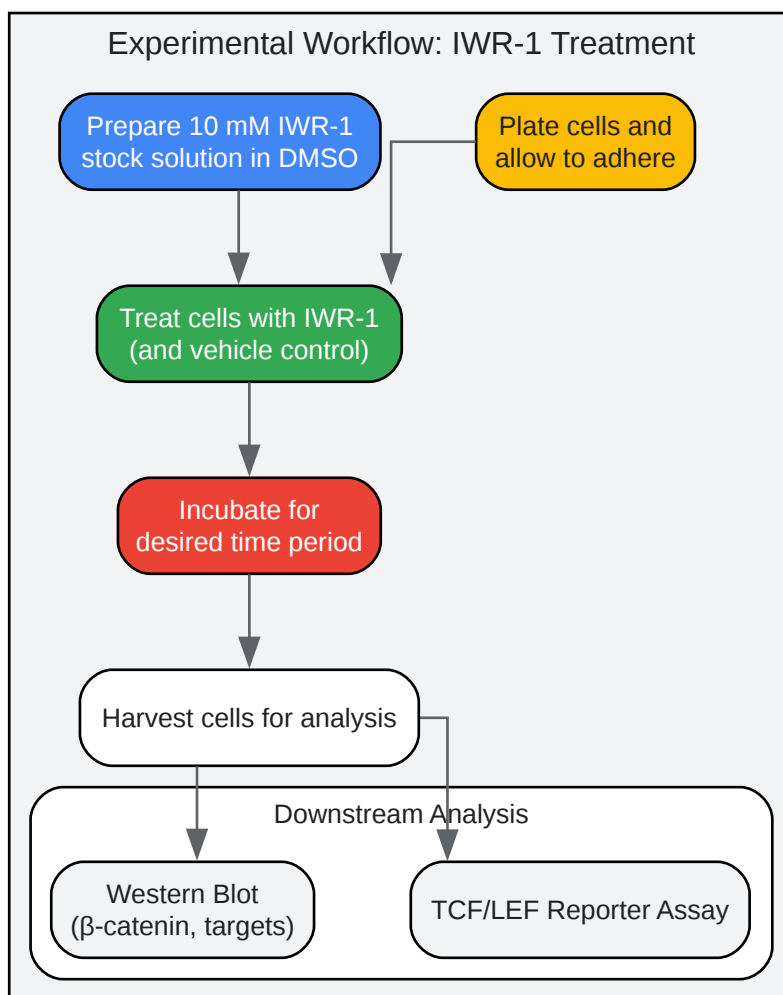 Experimental Workflow: IWR-1 Treatment
Prepare 10 mM IWR-1
stock solution in DMSO
Plate cells and
allow to adhere
Treat cells with IWR-1
(and vehicle control)
Incubate for
desired time period
Harvest cells for analysis
Downstream Analysis
Western Blot
(β-catenin, targets)
TCF/LEF Reporter Assay